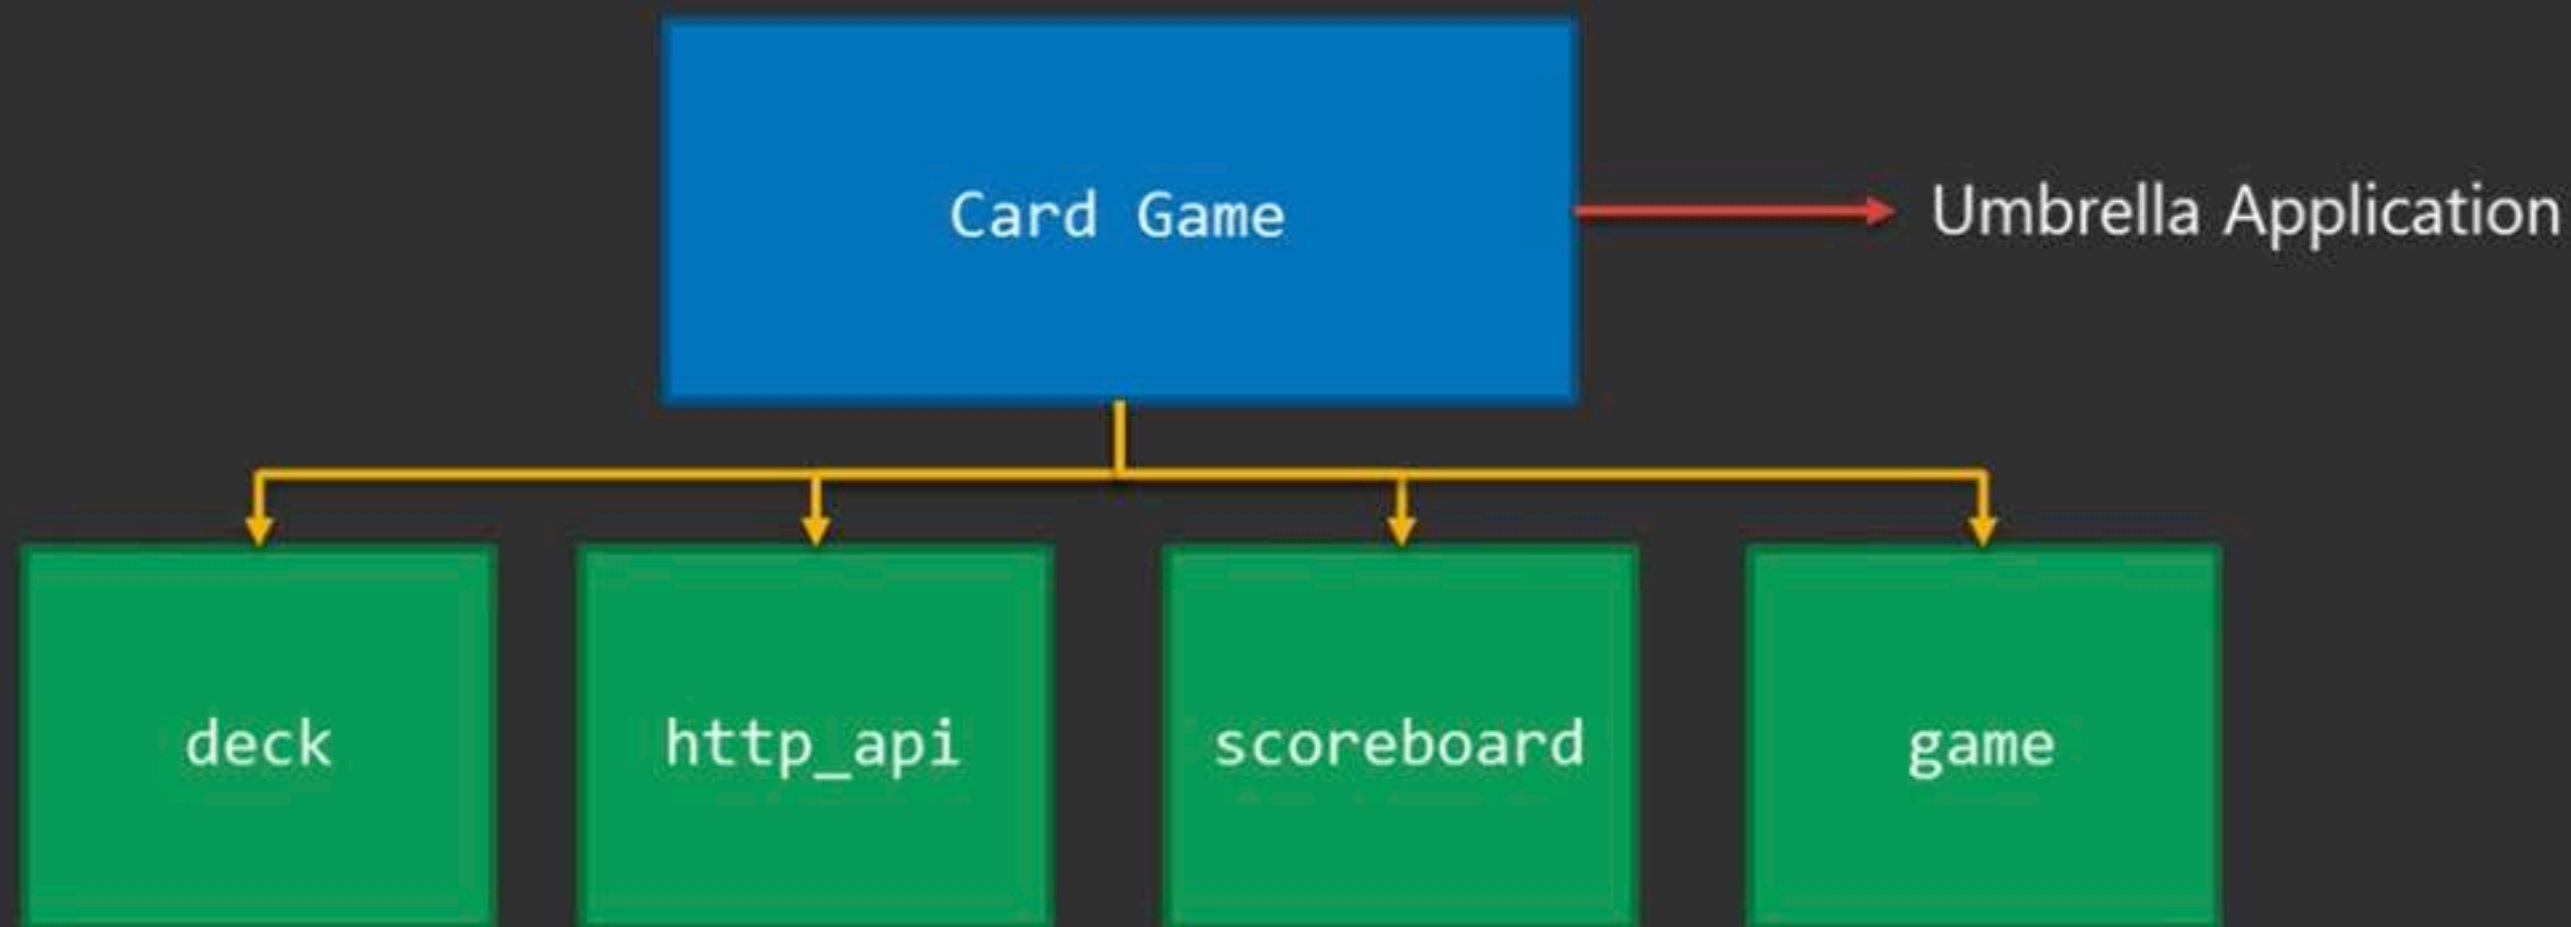 Card Game
Umbrella Application
deck
http_api
scoreboard
game